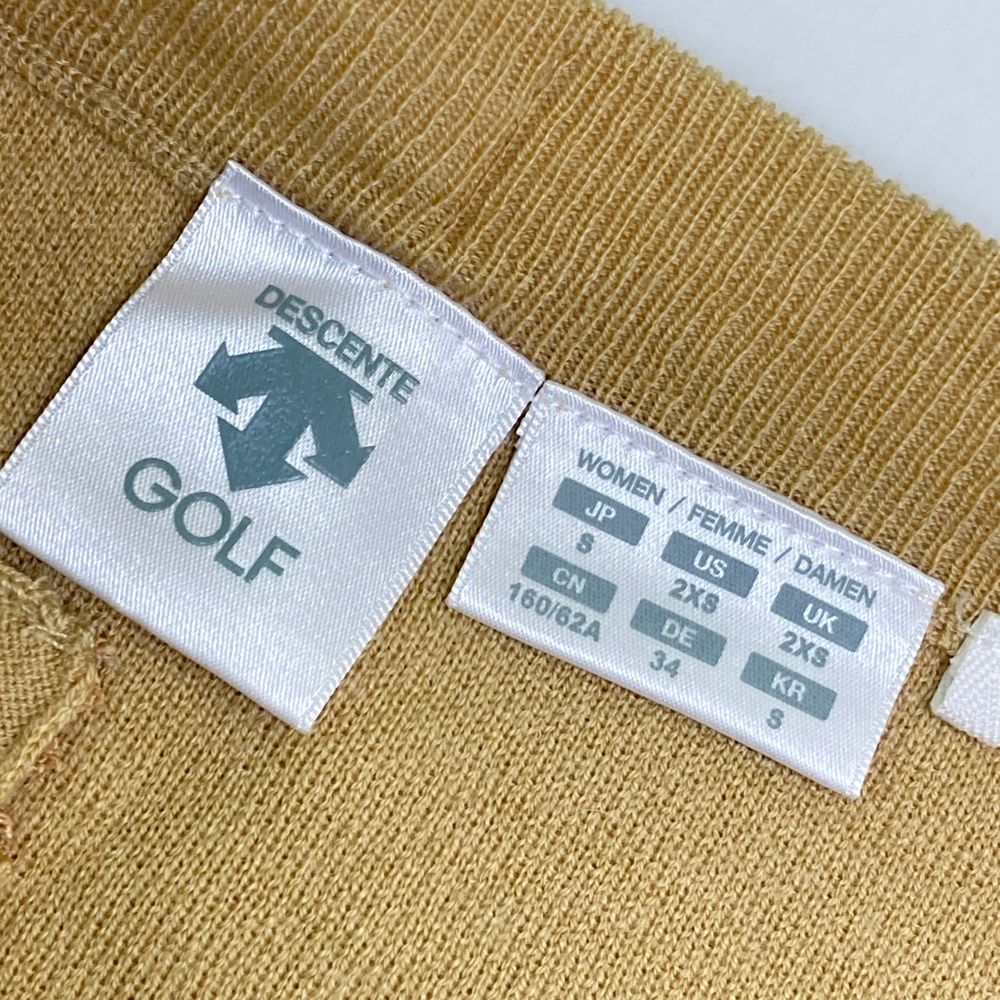 DESCENTE
GOLF
WOMEN / FEMME / DAMEN
JP
S
US
2XS
UK
2XS
CN
160/62A
DE
34
KR
S